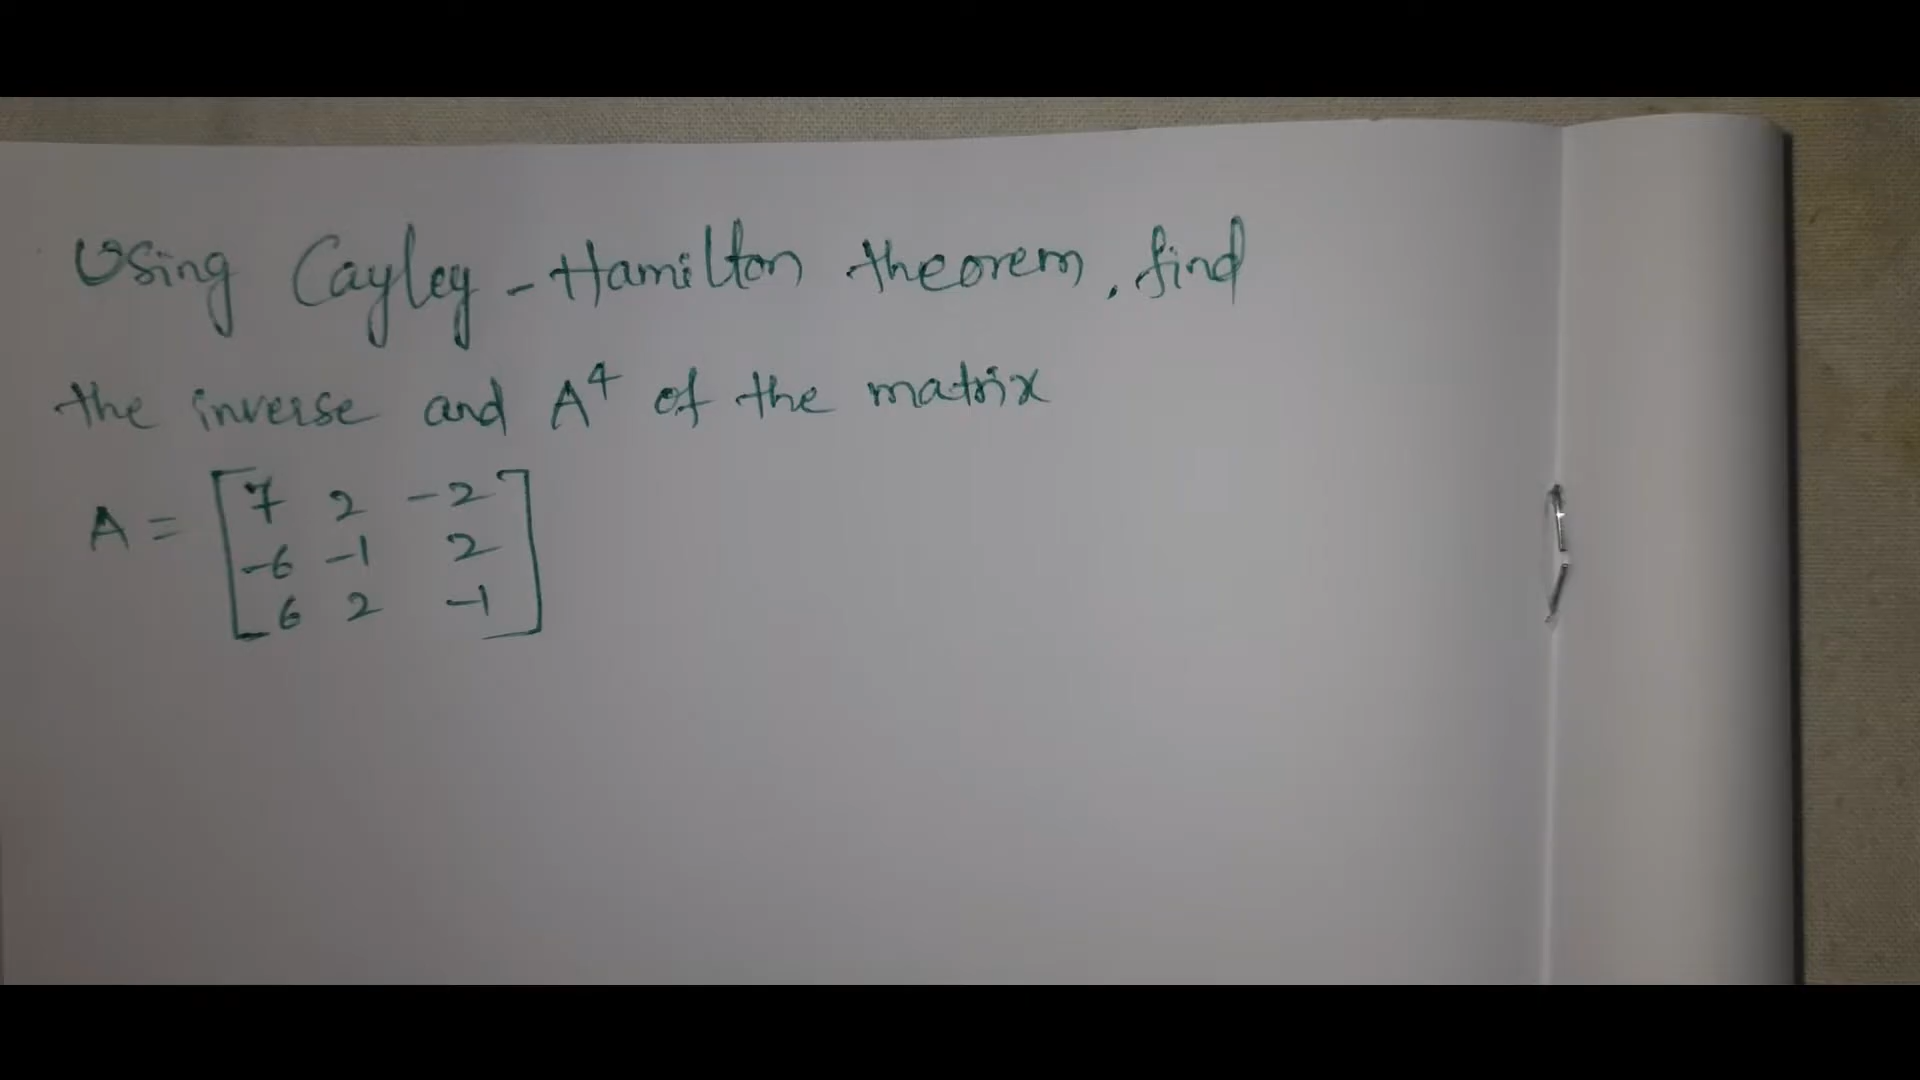 Using Cayley-Hamilton theorem, find
the inverse and A⁴ of the matrix
A = [7 2 -2
-6 -1 2
6 2 -1]